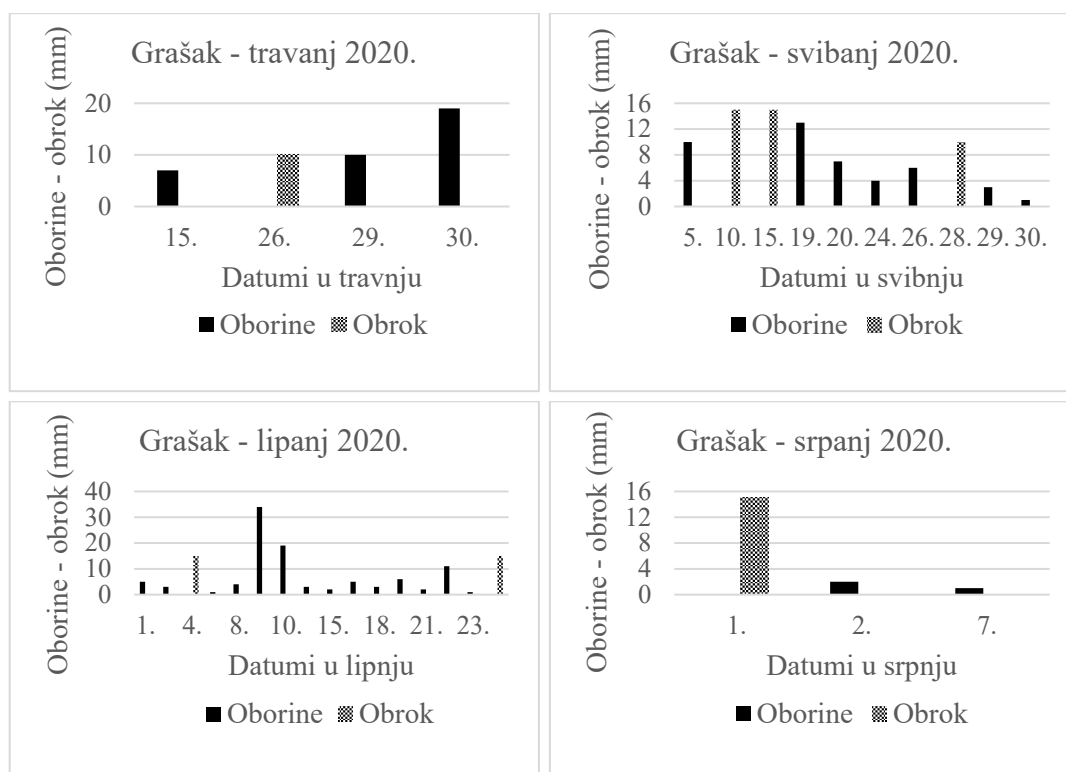 Grašak - travanj 2020.
Oborine - obrok (mm)
20
10
0
15. 26. 29. 30.
Datumi u travnju
Oborine Obrok
Grašak - svibanj 2020.
Oborine - obrok (mm)
16
12
8
4
0
5. 10. 15. 19. 20. 24. 26. 28. 29. 30.
Datumi u svibnju
Oborine Obrok
Grašak - lipanj 2020.
Oborine - obrok (mm)
40
30
20
10
0
1. 4. 8. 10. 15. 18. 21. 23.
Datumi u lipnju
Oborine Obrok
Grašak - srpanj 2020.
Oborine - obrok (mm)
16
12
8
4
0
1. 2. 7.
Datumi u srpnju
Oborine Obrok